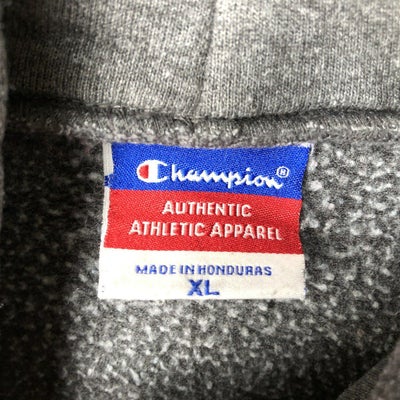 Champion®
AUTHENTIC
ATHLETIC APPAREL
MADE IN HONDURAS
XL